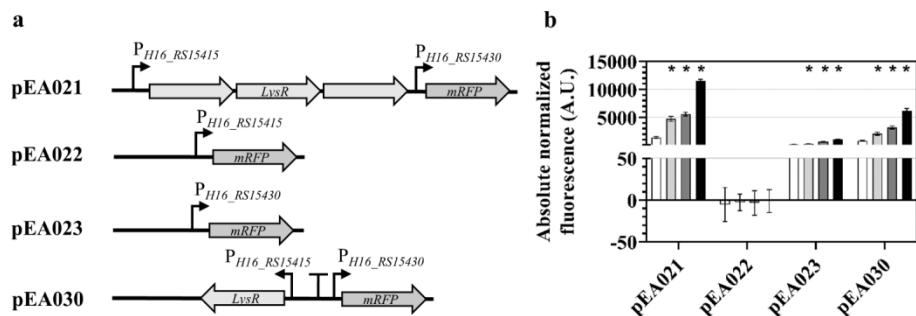 a
P H16_RS15415
P H16_RS15430
pEA021
LysR
mRFP
P H16_RS15415
pEA022
mRFP
P H16_RS15430
pEA023
mRFP
P H16_RS15415
P H16_RS15430
pEA030
LysR
mRFP
b
Absolute normalized
fluorescence (A.U.)
15000
10000
5000
50
0
-50
* * *
* * *
* * *
pEA021
pEA022
pEA023
pEA030